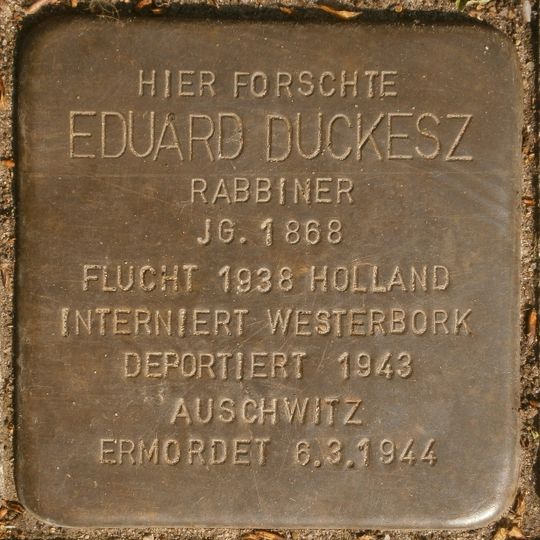 HIER FORSCHTE
EDUARD DUCKESZ
RABBINER
JG. 1868
FLUCHT 1938 HOLLAND
INTERNIERT WESTERBORK
DEPORTIERT 1943
AUSCHWITZ
ERMORDET 6.3.1944